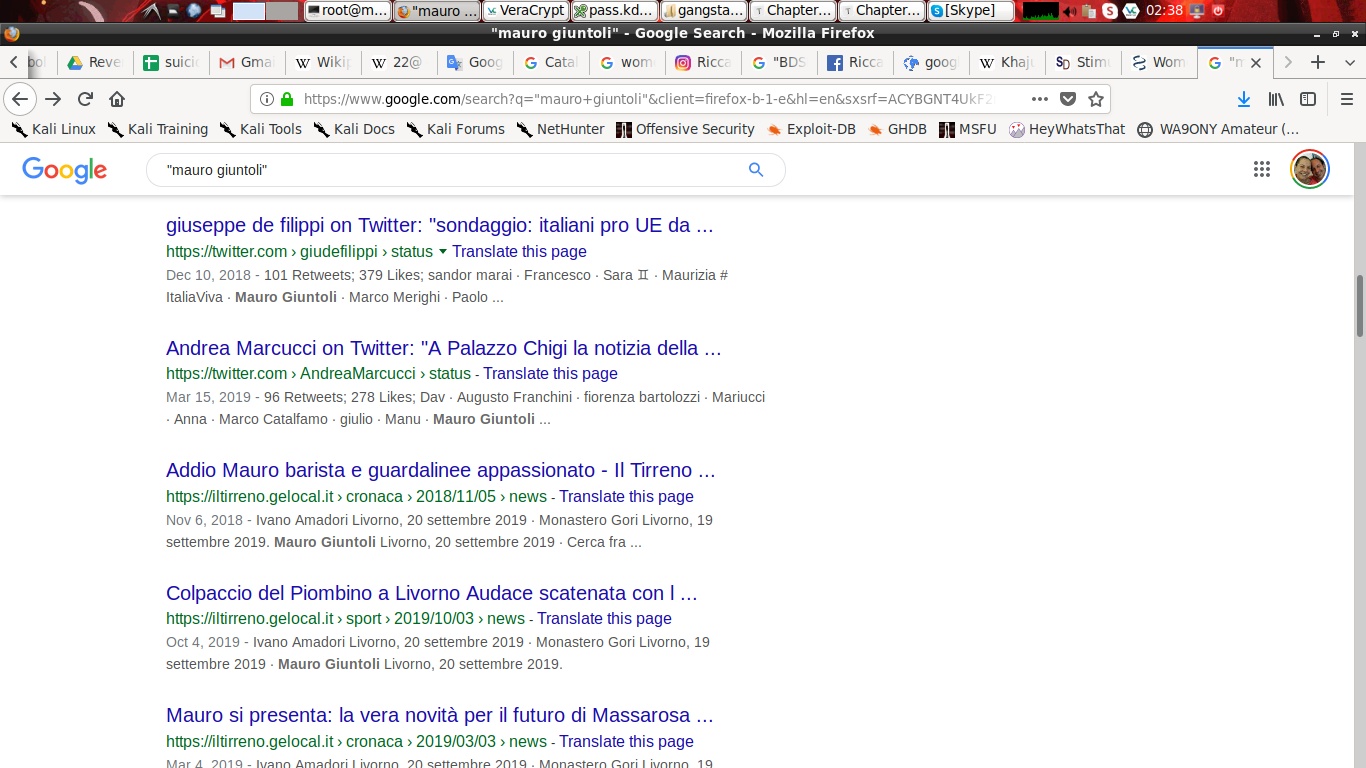 root@m...
"mauro ...
VeraCrypt
pass.kd...
gangsta...
Chapter...
Chapter...
[Skype]
02:38
"mauro giuntoli" - Google Search - Mozilla Firefox
Reve
suici
Gmai
Wikip
22@
Goog
Catal
wome
Ricca
"BDS
Ricca
goog
Khaju
Stimu
Wom
https://www.google.com/search?q="mauro+giuntoli"&client=firefox-b-1-e&hl=en&sxsrf=ACYBGNT4UkF2
Kali Linux
Kali Training
Kali Tools
Kali Docs
Kali Forums
NetHunter
Offensive Security
Exploit-DB
GHDB
MSFU
HeyWhatsThat
WA9ONY Amateur (...
Google
"mauro giuntoli"
giuseppe de filippi on Twitter: "sondaggio: italiani pro UE da ...
https://twitter.com › giudefilippi › status Translate this page
Dec 10, 2018 - 101 Retweets; 379 Likes; sandor marai · Francesco · Sara ♊ · Maurizia #
ItaliaViva · Mauro Giuntoli · Marco Merighi · Paolo ...
Andrea Marcucci on Twitter: "A Palazzo Chigi la notizia della ...
https://twitter.com › AndreaMarcucci › status - Translate this page
Mar 15, 2019 - 96 Retweets; 278 Likes; Dav · Augusto Franchini · fiorenza bartolozzi · Mariucci
· Anna · Marco Catalfamo · giulio · Manu · Mauro Giuntoli ...
Addio Mauro barista e guardalinee appassionato - Il Tirreno ...
https://iltirreno.gelocal.it › cronaca › 2018/11/05 › news - Translate this page
Nov 6, 2018 - Ivano Amadori Livorno, 20 settembre 2019 · Monastero Gori Livorno, 19
settembre 2019. Mauro Giuntoli Livorno, 20 settembre 2019 · Cerca fra ...
Colpaccio del Piombino a Livorno Audace scatenata con l ...
https://iltirreno.gelocal.it › sport › 2019/10/03 › news - Translate this page
Oct 4, 2019 - Ivano Amadori Livorno, 20 settembre 2019 · Monastero Gori Livorno, 19
settembre 2019 · Mauro Giuntoli Livorno, 20 settembre 2019.
Mauro si presenta: la vera novità per il futuro di Massarosa ...
https://iltirreno.gelocal.it › cronaca › 2019/03/03 › news - Translate this page
Mar 4, 2019 - Ivano Amadori Livorno, 20 settembre 2019 · Monastero Gori Livorno, 19